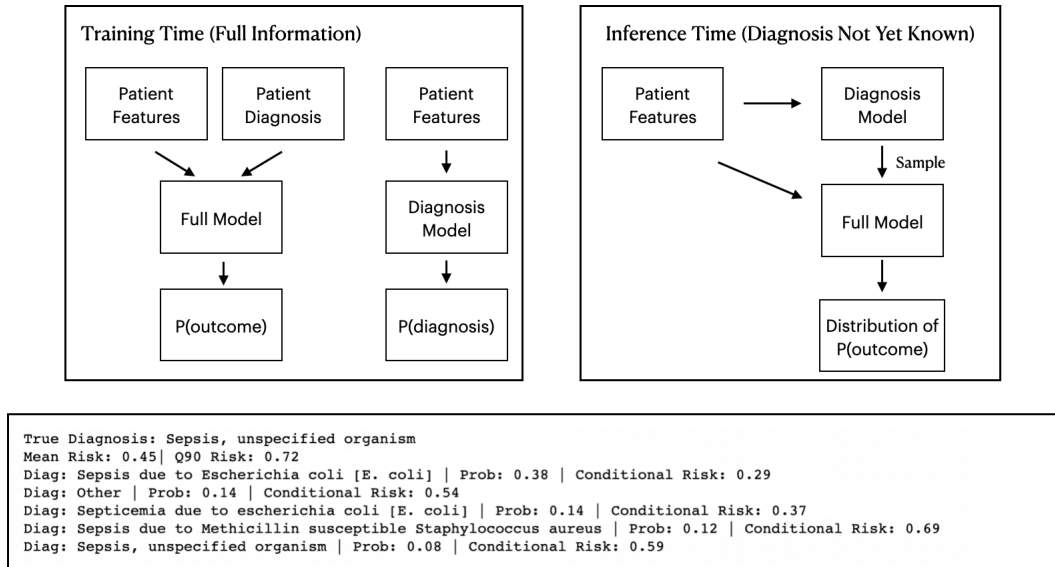 Training Time (Full Information)
Patient
Features
Patient
Diagnosis
Patient
Features
Full Model
Diagnosis
Model
P(outcome)
P(diagnosis)
Inference Time (Diagnosis Not Yet Known)
Patient
Features
Diagnosis
Model
Sample
Full Model
Distribution of
P(outcome)
True Diagnosis: Sepsis, unspecified organism
Mean Risk: 0.45| Q90 Risk: 0.72
Diag: Sepsis due to Escherichia coli [E. coli] | Prob: 0.38 | Conditional Risk: 0.29
Diag: Other | Prob: 0.14 | Conditional Risk: 0.54
Diag: Septicemia due to escherichia coli [E. coli] | Prob: 0.14 | Conditional Risk: 0.37
Diag: Sepsis due to Methicillin susceptible Staphylococcus aureus | Prob: 0.12 | Conditional Risk: 0.69
Diag: Sepsis, unspecified organism | Prob: 0.08 | Conditional Risk: 0.59